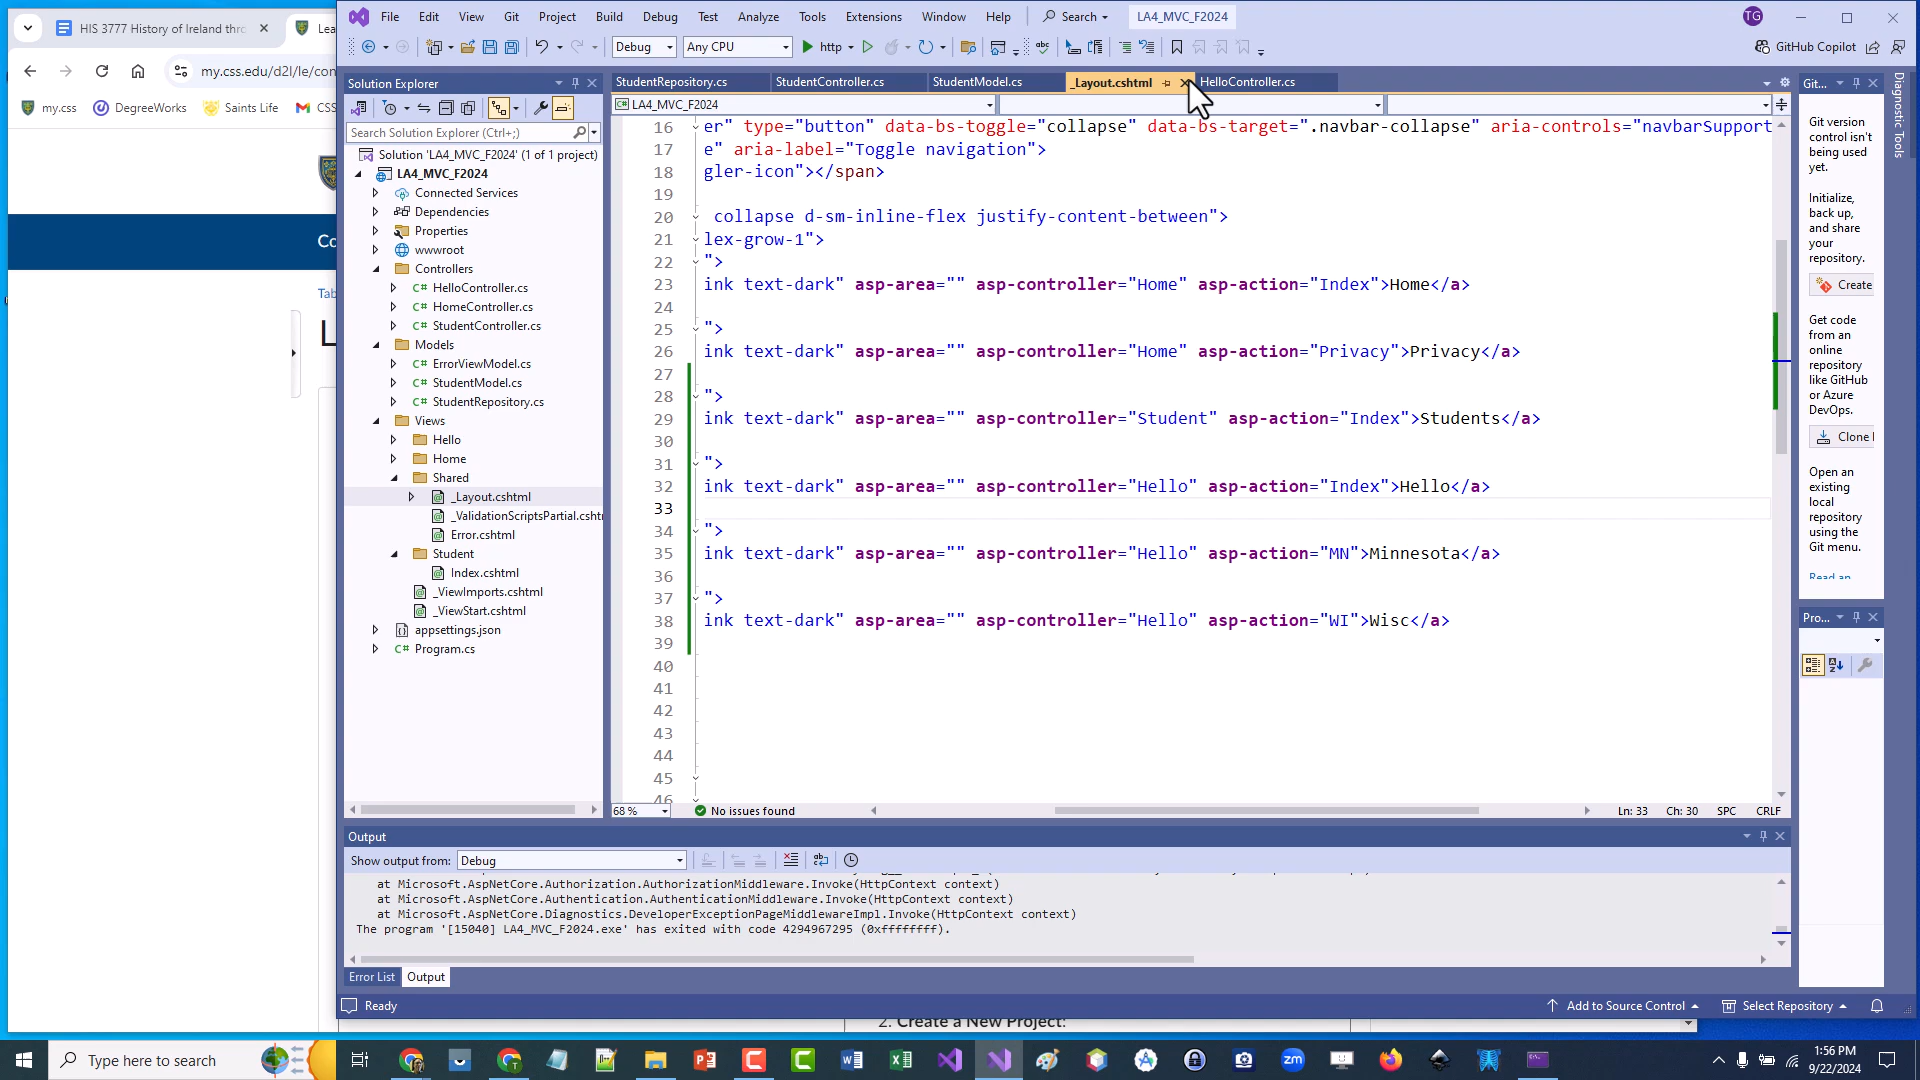 HIS 3777 History of Ireland thro
Lea
my.css.edu/d2l/le/con
my.css
DegreeWorks
Saints Life
CSS
Co
Tab
L
File Edit View Git Project Build Debug Test Analyze Tools Extensions Window Help Search LA4_MVC_F2024
TG
Debug Any CPU http GitHub Copilot
Solution Explorer
Search Solution Explorer (Ctrl+;)
Solution 'LA4_MVC_F2024' (1 of 1 project)
LA4_MVC_F2024
Connected Services
Dependencies
Properties
wwwroot
Controllers
HelloController.cs
HomeController.cs
StudentController.cs
Models
ErrorViewModel.cs
StudentModel.cs
StudentRepository.cs
Views
Hello
Home
Shared
_Layout.cshtml
_ValidationScriptsPartial.cshtm
Error.cshtml
Student
Index.cshtml
_ViewImports.cshtml
_ViewStart.cshtml
appsettings.json
Program.cs
StudentRepository.cs StudentController.cs StudentModel.cs _Layout.cshtml HelloController.cs
LA4_MVC_F2024
16 er" type="button" data-bs-toggle="collapse" data-bs-target=".navbar-collapse" aria-controls="navbarSupport
17 e" aria-label="Toggle navigation">
18 gler-icon"></span>
19
20 collapse d-sm-inline-flex justify-content-between">
21 lex-grow-1">
22 ">
23 ink text-dark" asp-area="" asp-controller="Home" asp-action="Index">Home</a>
24
25 ">
26 ink text-dark" asp-area="" asp-controller="Home" asp-action="Privacy">Privacy</a>
27
28 ">
29 ink text-dark" asp-area="" asp-controller="Student" asp-action="Index">Students</a>
30
31 ">
32 ink text-dark" asp-area="" asp-controller="Hello" asp-action="Index">Hello</a>
33
34 ">
35 ink text-dark" asp-area="" asp-controller="Hello" asp-action="MN">Minnesota</a>
36
37 ">
38 ink text-dark" asp-area="" asp-controller="Hello" asp-action="WI">Wisc</a>
39
40
41
42
43
44
45
46
68 % No issues found Ln: 33 Ch: 30 SPC CRLF
Git...
Git version
control isn't
being used
yet.
Initialize,
back up,
and share
your
repository.
Create
Get code
from an
online
repository
like GitHub
or Azure
DevOps.
Clone
Open an
existing
local
repository
using the
Git menu.
Read an
Pro...
Diagnostic Tools
Output
Show output from: Debug
at Microsoft.AspNetCore.Authorization.AuthorizationMiddleware.Invoke(HttpContext context)
at Microsoft.AspNetCore.Authentication.AuthenticationMiddleware.Invoke(HttpContext context)
at Microsoft.AspNetCore.Diagnostics.DeveloperExceptionPageMiddlewareImpl.Invoke(HttpContext context)
The program '[15040] LA4_MVC_F2024.exe' has exited with code 4294967295 (0xffffffff).
Error List Output
Ready Add to Source Control Select Repository
2. Create a New Project:
Type here to search
zm
1:56 PM
9/22/2024